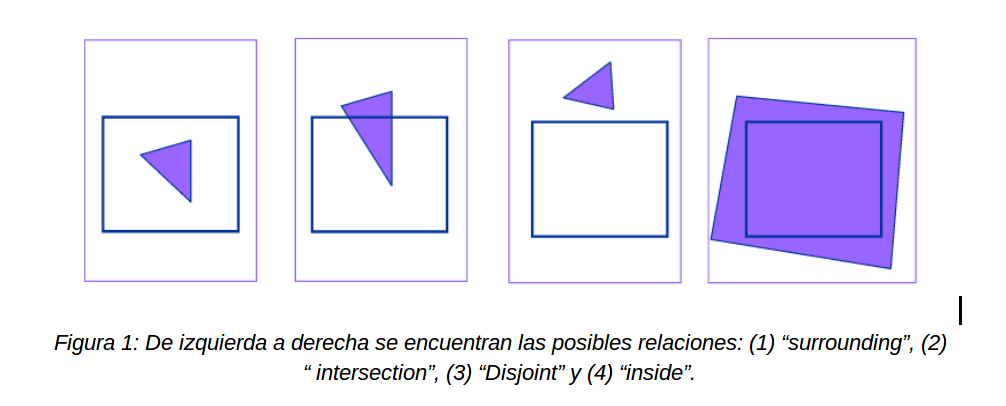 Figura 1: De izquierda a derecha se encuentran las posibles relaciones: (1) “surrounding”, (2)
“ intersection”, (3) “Disjoint” y (4) “inside”.